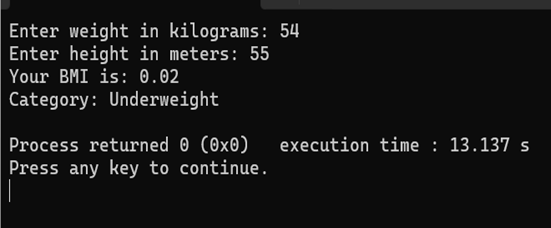 Enter weight in kilograms: 54
Enter height in meters: 55
Your BMI is: 0.02
Category: Underweight
Process returned 0 (0x0)   execution time : 13.137 s
Press any key to continue.